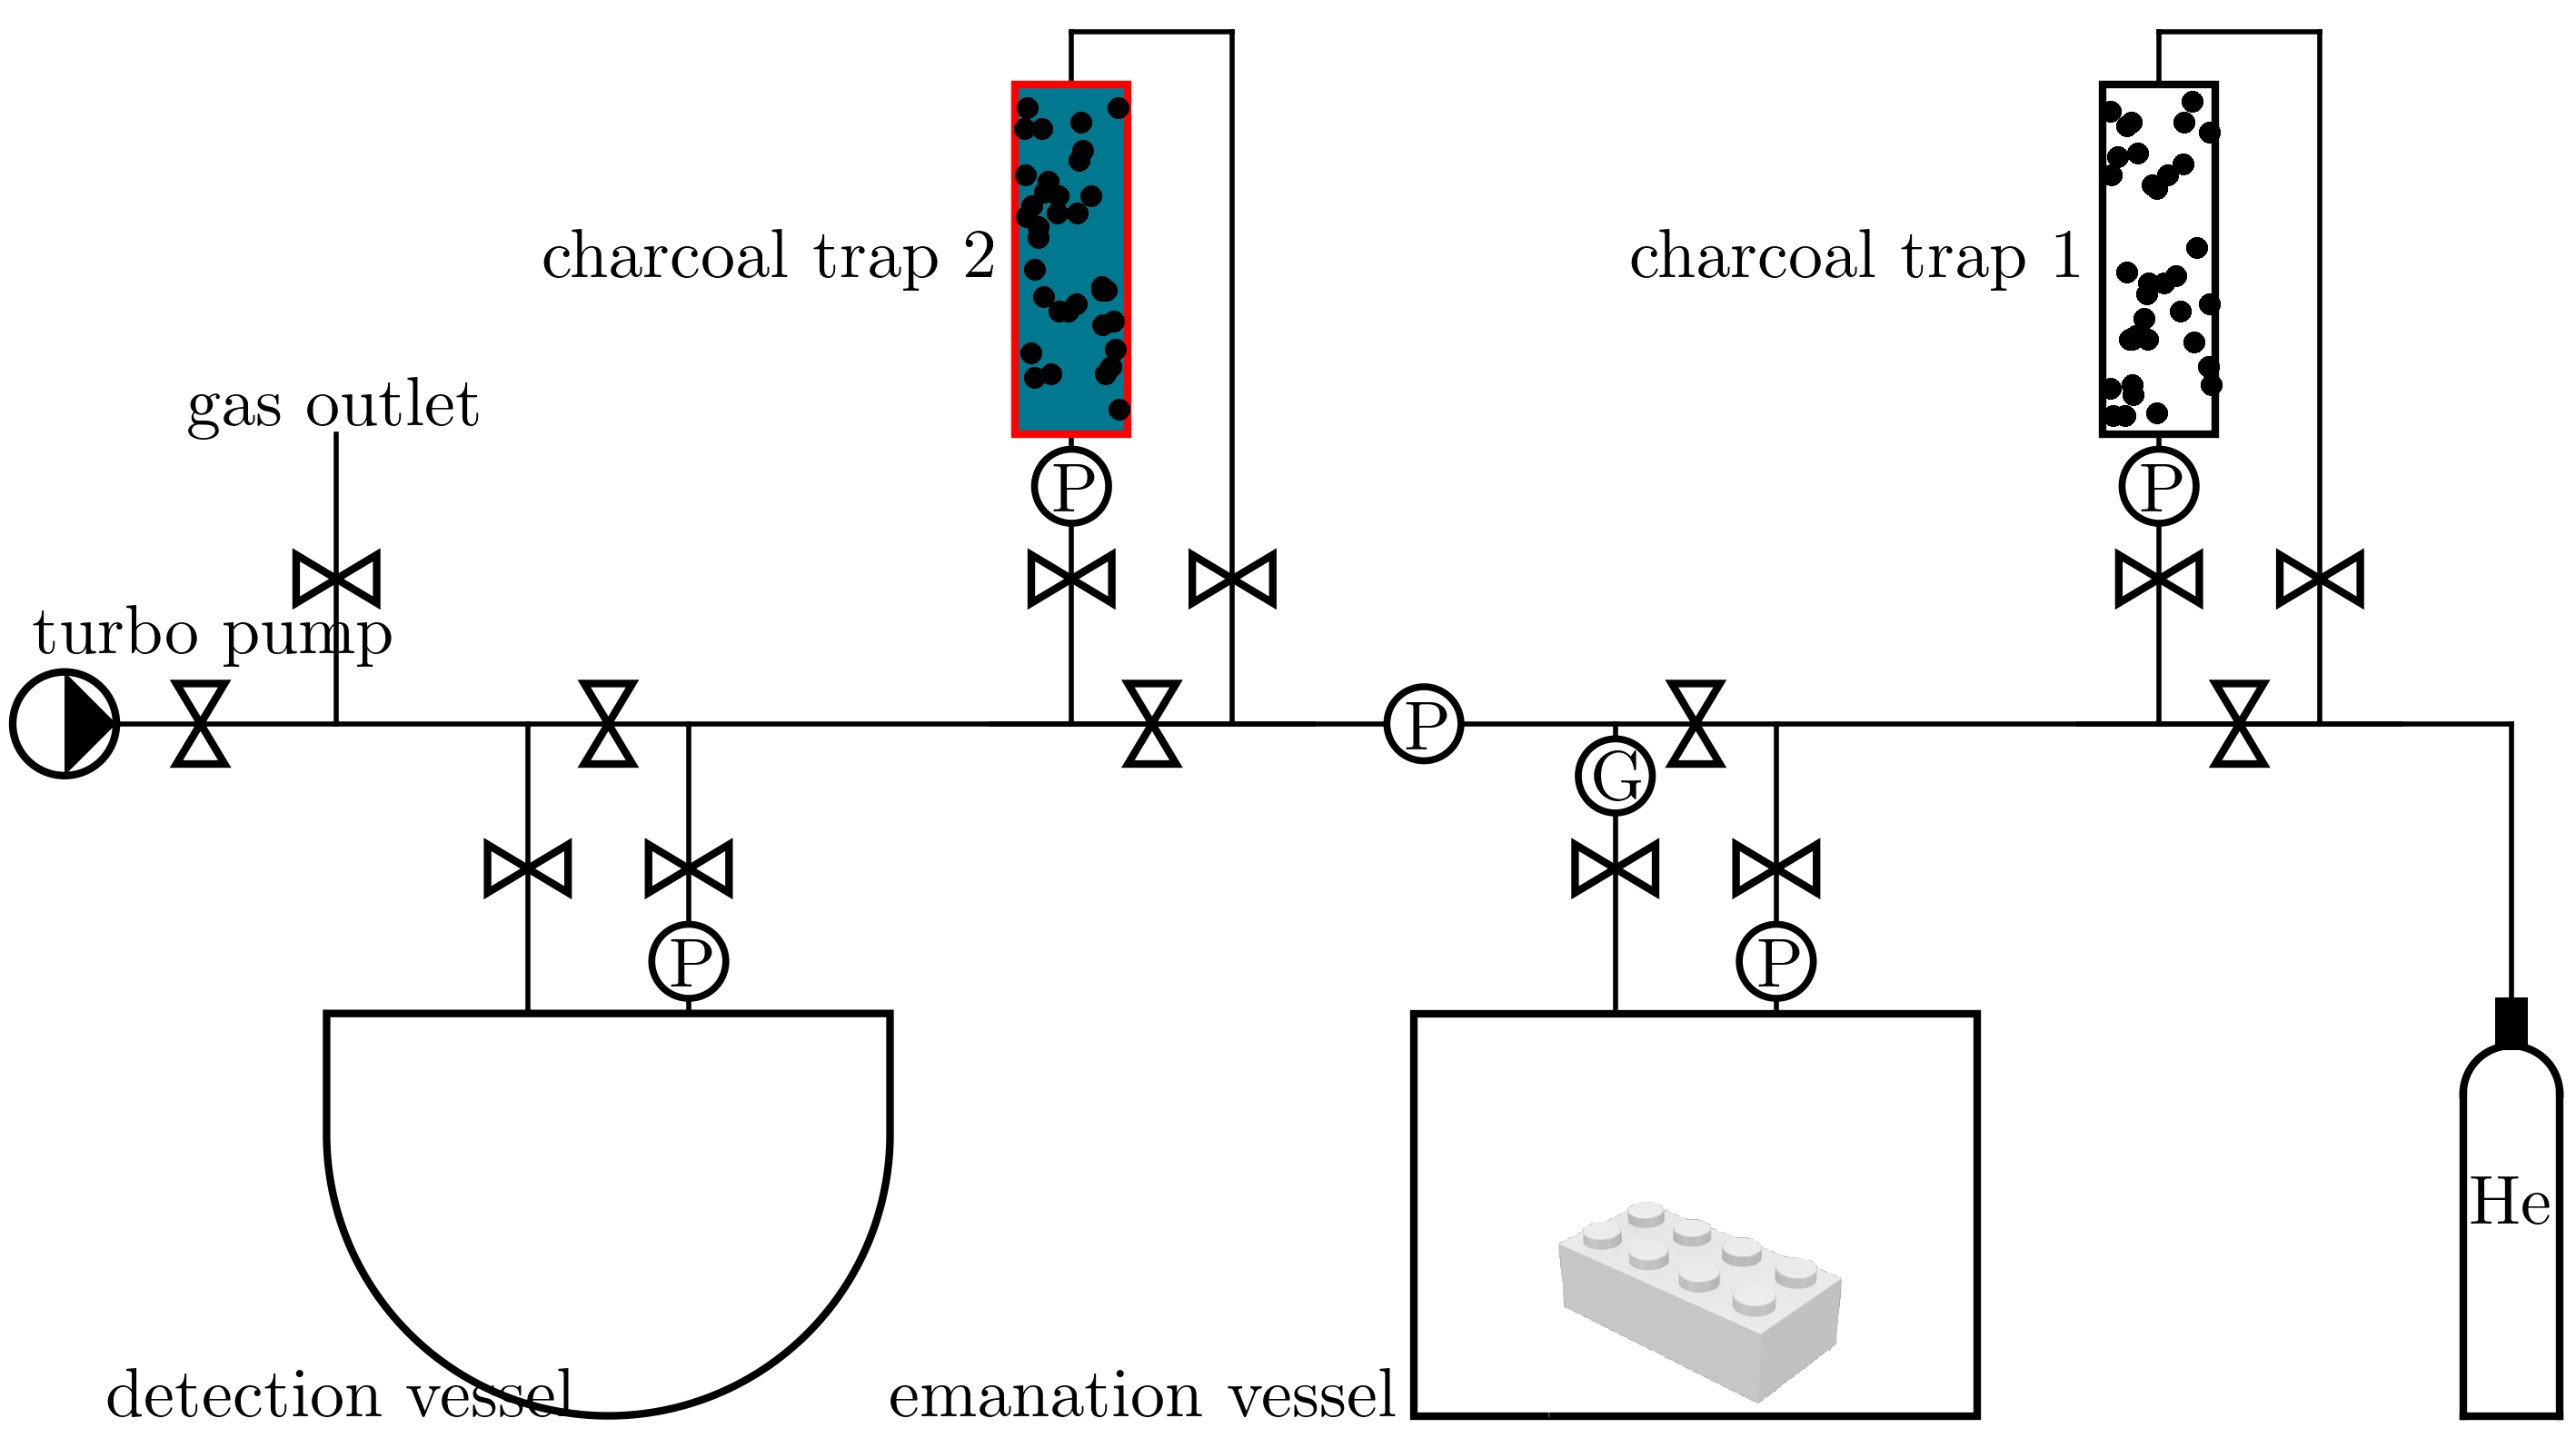 charcoal trap 2
charcoal trap 1
gas outlet
P
P
turbo pump
P
G
P
P
He
detection vessel
emanation vessel